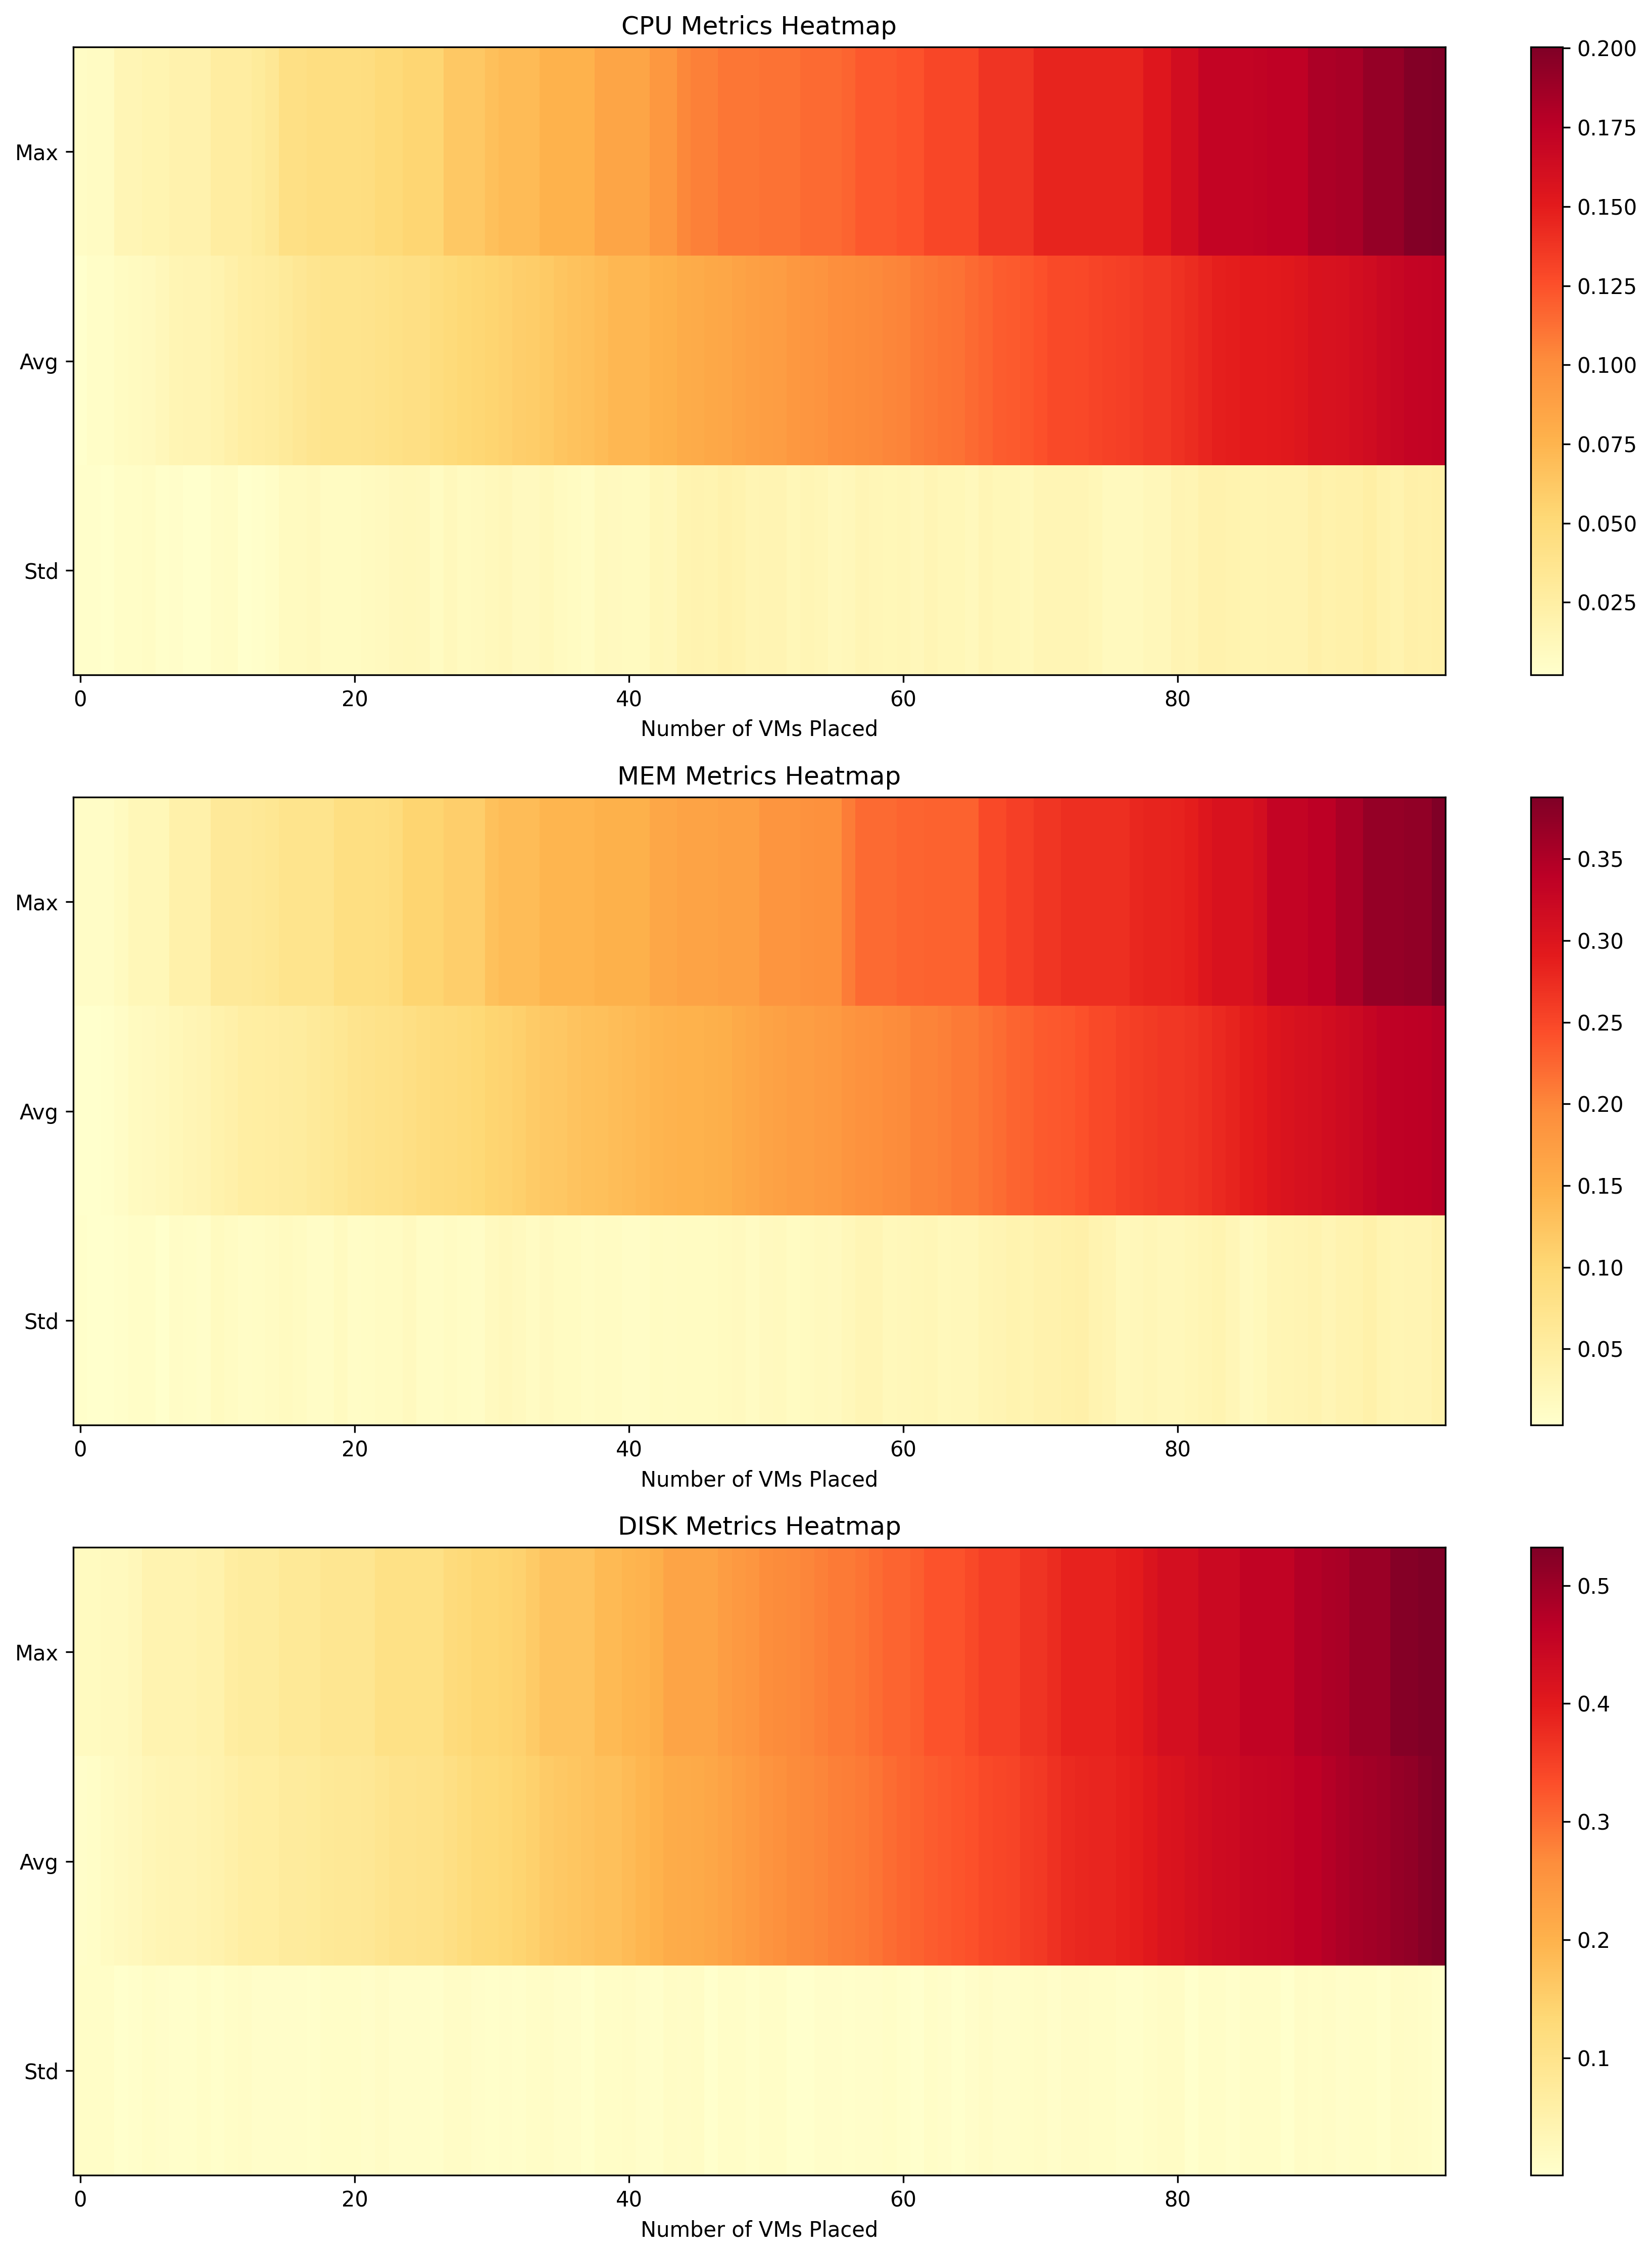 CPU Metrics Heatmap
Max
Avg
Std
0 20 40 60 80
Number of VMs Placed
0.200
0.175
0.150
0.125
0.100
0.075
0.050
0.025
MEM Metrics Heatmap
Max
Avg
Std
0 20 40 60 80
Number of VMs Placed
0.35
0.30
0.25
0.20
0.15
0.10
0.05
DISK Metrics Heatmap
Max
Avg
Std
0 20 40 60 80
Number of VMs Placed
0.5
0.4
0.3
0.2
0.1